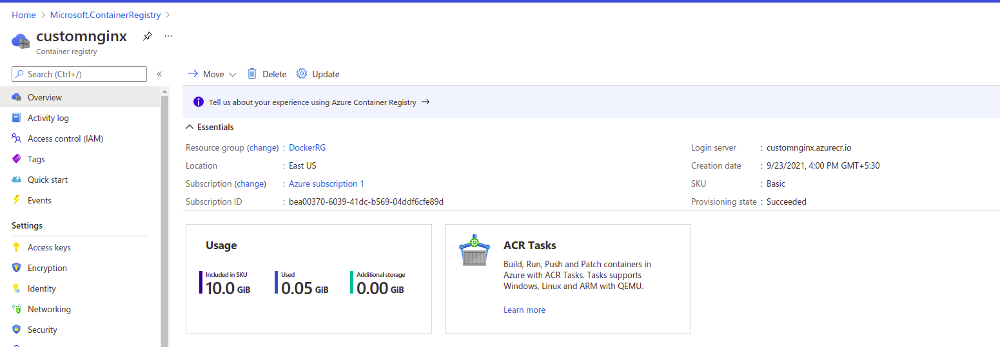 Home > Microsoft.ContainerRegistry >
customnginx
...
Container registry
Search (Ctrl+/)
«
Overview
Activity log
Access control (IAM)
Tags
Quick start
Events
Settings
Access keys
Encryption
Identity
Networking
Security
Move
Delete
Update
Tell us about your experience using Azure Container Registry →
Essentials
Resource group (change) : DockerRG
Location : East US
Subscription (change) : Azure subscription 1
Subscription ID : bea00370-6039-41dc-b569-04ddf6cfe89d
Login server : customnginx.azurecr.io
Creation date : 9/23/2021, 4:00 PM GMT+5:30
SKU : Basic
Provisioning state : Succeeded
Usage
Included in SKU
10.0 GiB
Used
0.05 GiB
Additional storage
0.00 GiB
ACR Tasks
Build, Run, Push and Patch containers in
Azure with ACR Tasks. Tasks supports
Windows, Linux and ARM with QEMU.
Learn more